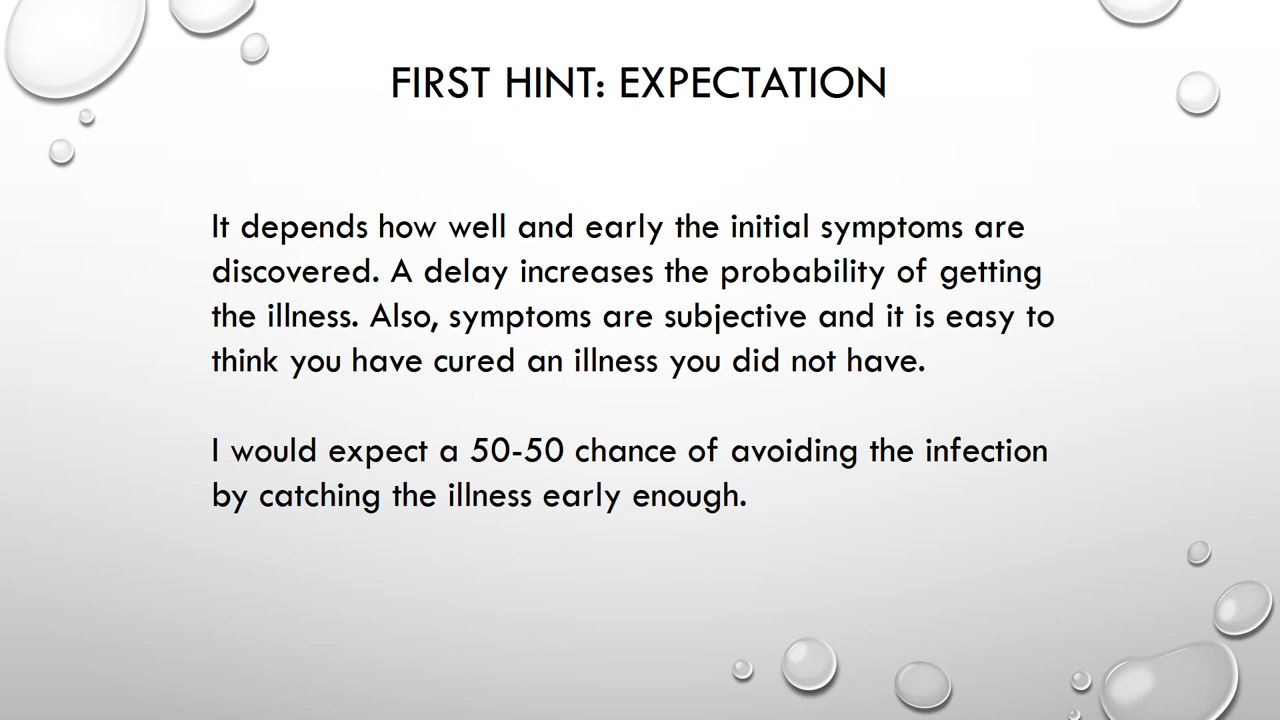 FIRST HINT: EXPECTATION
It depends how well and early the initial symptoms are
discovered. A delay increases the probability of getting
the illness. Also, symptoms are subjective and it is easy to
think you have cured an illness you did not have.
I would expect a 50-50 chance of avoiding the infection
by catching the illness early enough.